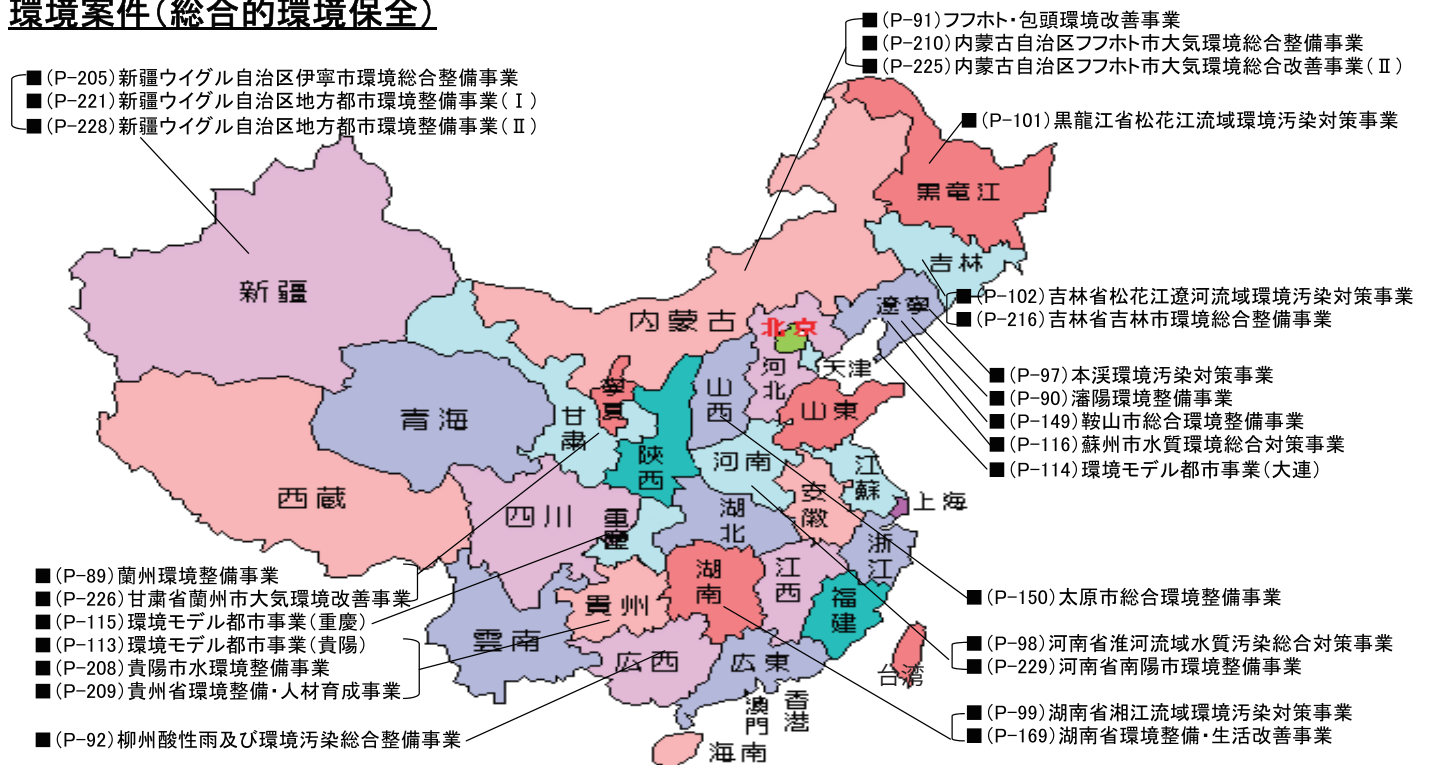 環境案件(総合的環境保全)
■(P-91)フフホト・包頭環境改善事業
■(P-210)内蒙古自治区フフホト市大気環境総合整備事業
■(P-225)内蒙古自治区フフホト市大気環境総合改善事業(Ⅱ)
■(P-205)新疆ウイグル自治区伊寧市環境総合整備事業
■(P-221)新疆ウイグル自治区地方都市環境整備事業(Ⅰ)
■(P-228)新疆ウイグル自治区地方都市環境整備事業(Ⅱ)
■(P-101)黒龍江省松花江流域環境汚染対策事業
黒竜江
吉林
新疆
遼寧
■(P-102)吉林省松花江遼河流域環境汚染対策事業
■(P-216)吉林省吉林市環境総合整備事業
内蒙古
北京
天津
河北
■(P-97)本渓環境汚染対策事業
■(P-90)瀋陽環境整備事業
■(P-149)鞍山市総合環境整備事業
■(P-116)蘇州市水質環境総合対策事業
■(P-114)環境モデル都市事業(大連)
寧夏
山西
山東
青海
甘粛
陝西
河南
江蘇
西蔵
四川
重慶
湖北
安徽
上海
浙江
■(P-89)蘭州環境整備事業
■(P-226)甘粛省蘭州市大気環境改善事業
■(P-115)環境モデル都市事業(重慶)
■(P-113)環境モデル都市事業(貴陽)
■(P-208)貴陽市水環境整備事業
■(P-209)貴州省環境整備・人材育成事業
湖南
江西
福建
貴州
雲南
広西
広東
台湾
■(P-150)太原市総合環境整備事業
■(P-98)河南省淮河流域水質汚染総合対策事業
■(P-229)河南省南陽市環境整備事業
澳門
香港
海南
■(P-99)湖南省湘江流域環境汚染対策事業
■(P-169)湖南省環境整備・生活改善事業
■(P-92)柳州酸性雨及び環境汚染総合整備事業